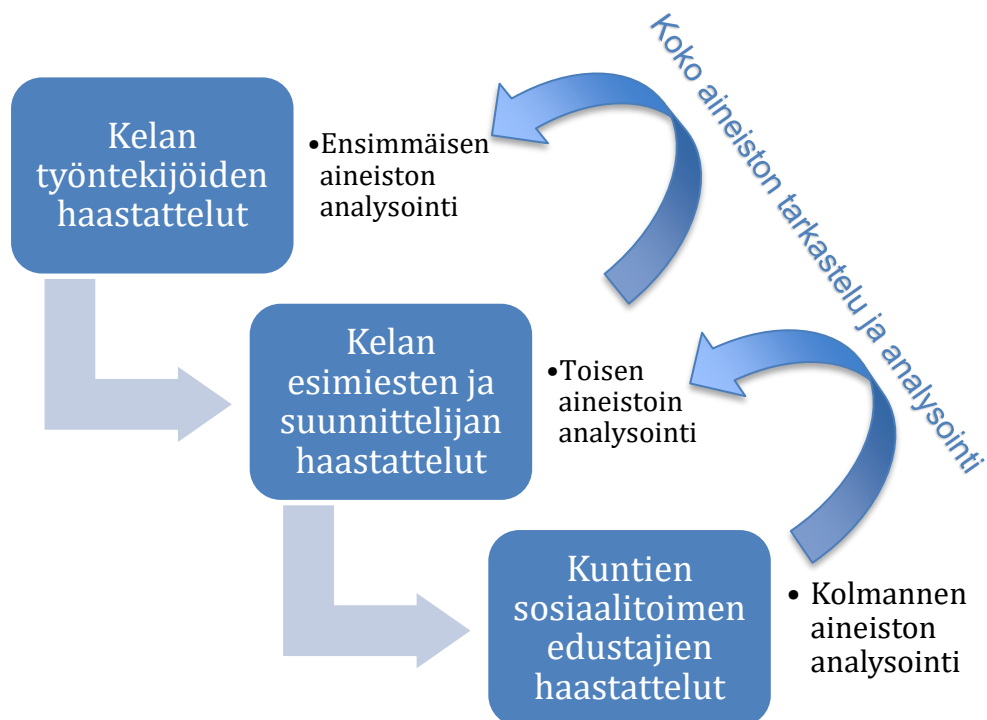 Kelan
työntekijöiden
haastattelut
•Ensimmäisen
aineiston
analysointi
Koko aineiston tarkastelu ja analysointi
Kelan
esimiesten ja
suunnittelijan
haastattelut
•Toisen
aineistoin
analysointi
Kuntien
sosiaalitoimen
edustajien
haastattelut
• Kolmannen
aineiston
analysointi